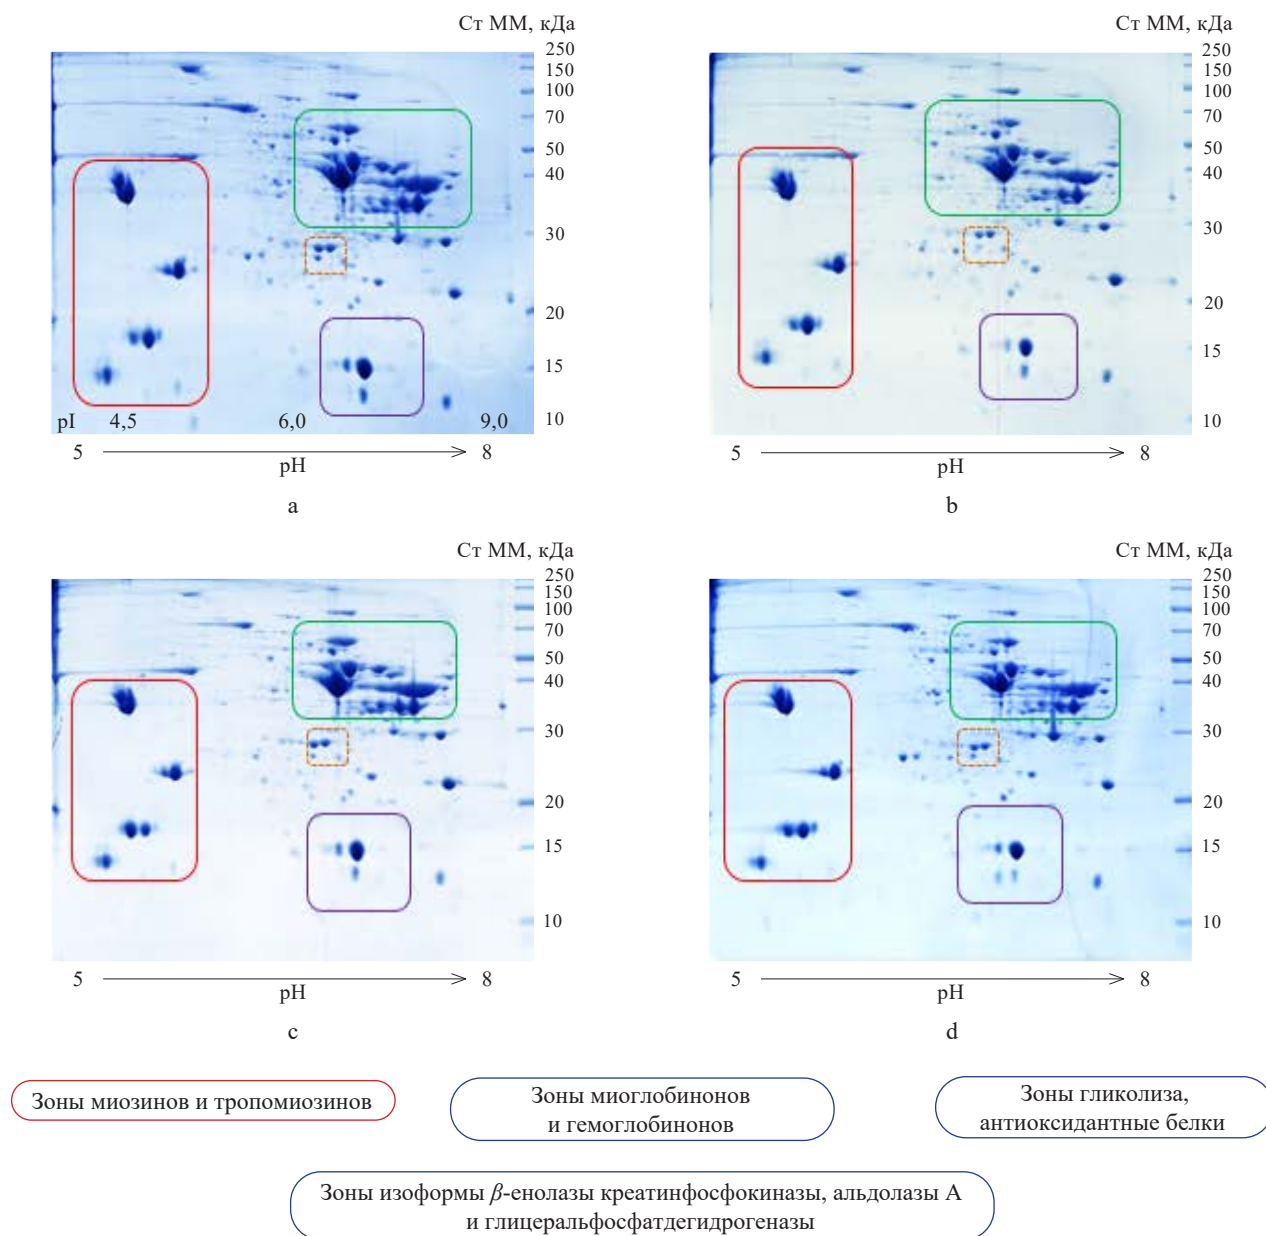 Ст ММ, кДа
250
150
100
70
50
40
30
20
15
10
pI 4,5 6,0 9,0
5 8
pH
a
Ст ММ, кДа
250
150
100
70
50
40
30
20
15
10
5 8
pH
b
Ст ММ, кДа
250
150
100
70
50
40
30
20
15
10
5 8
pH
c
Ст ММ, кДа
250
150
100
70
50
40
30
20
15
10
5 8
pH
d
Зоны миозинов и тропомиозинов
Зоны миоглобинонов
и гемоглобинонов
Зоны гликолиза,
антиоксидантные белки
Зоны изоформы β-енолазы креатинфосфокиназы, альдолазы А
и глицеральфосфатдегидрогеназы